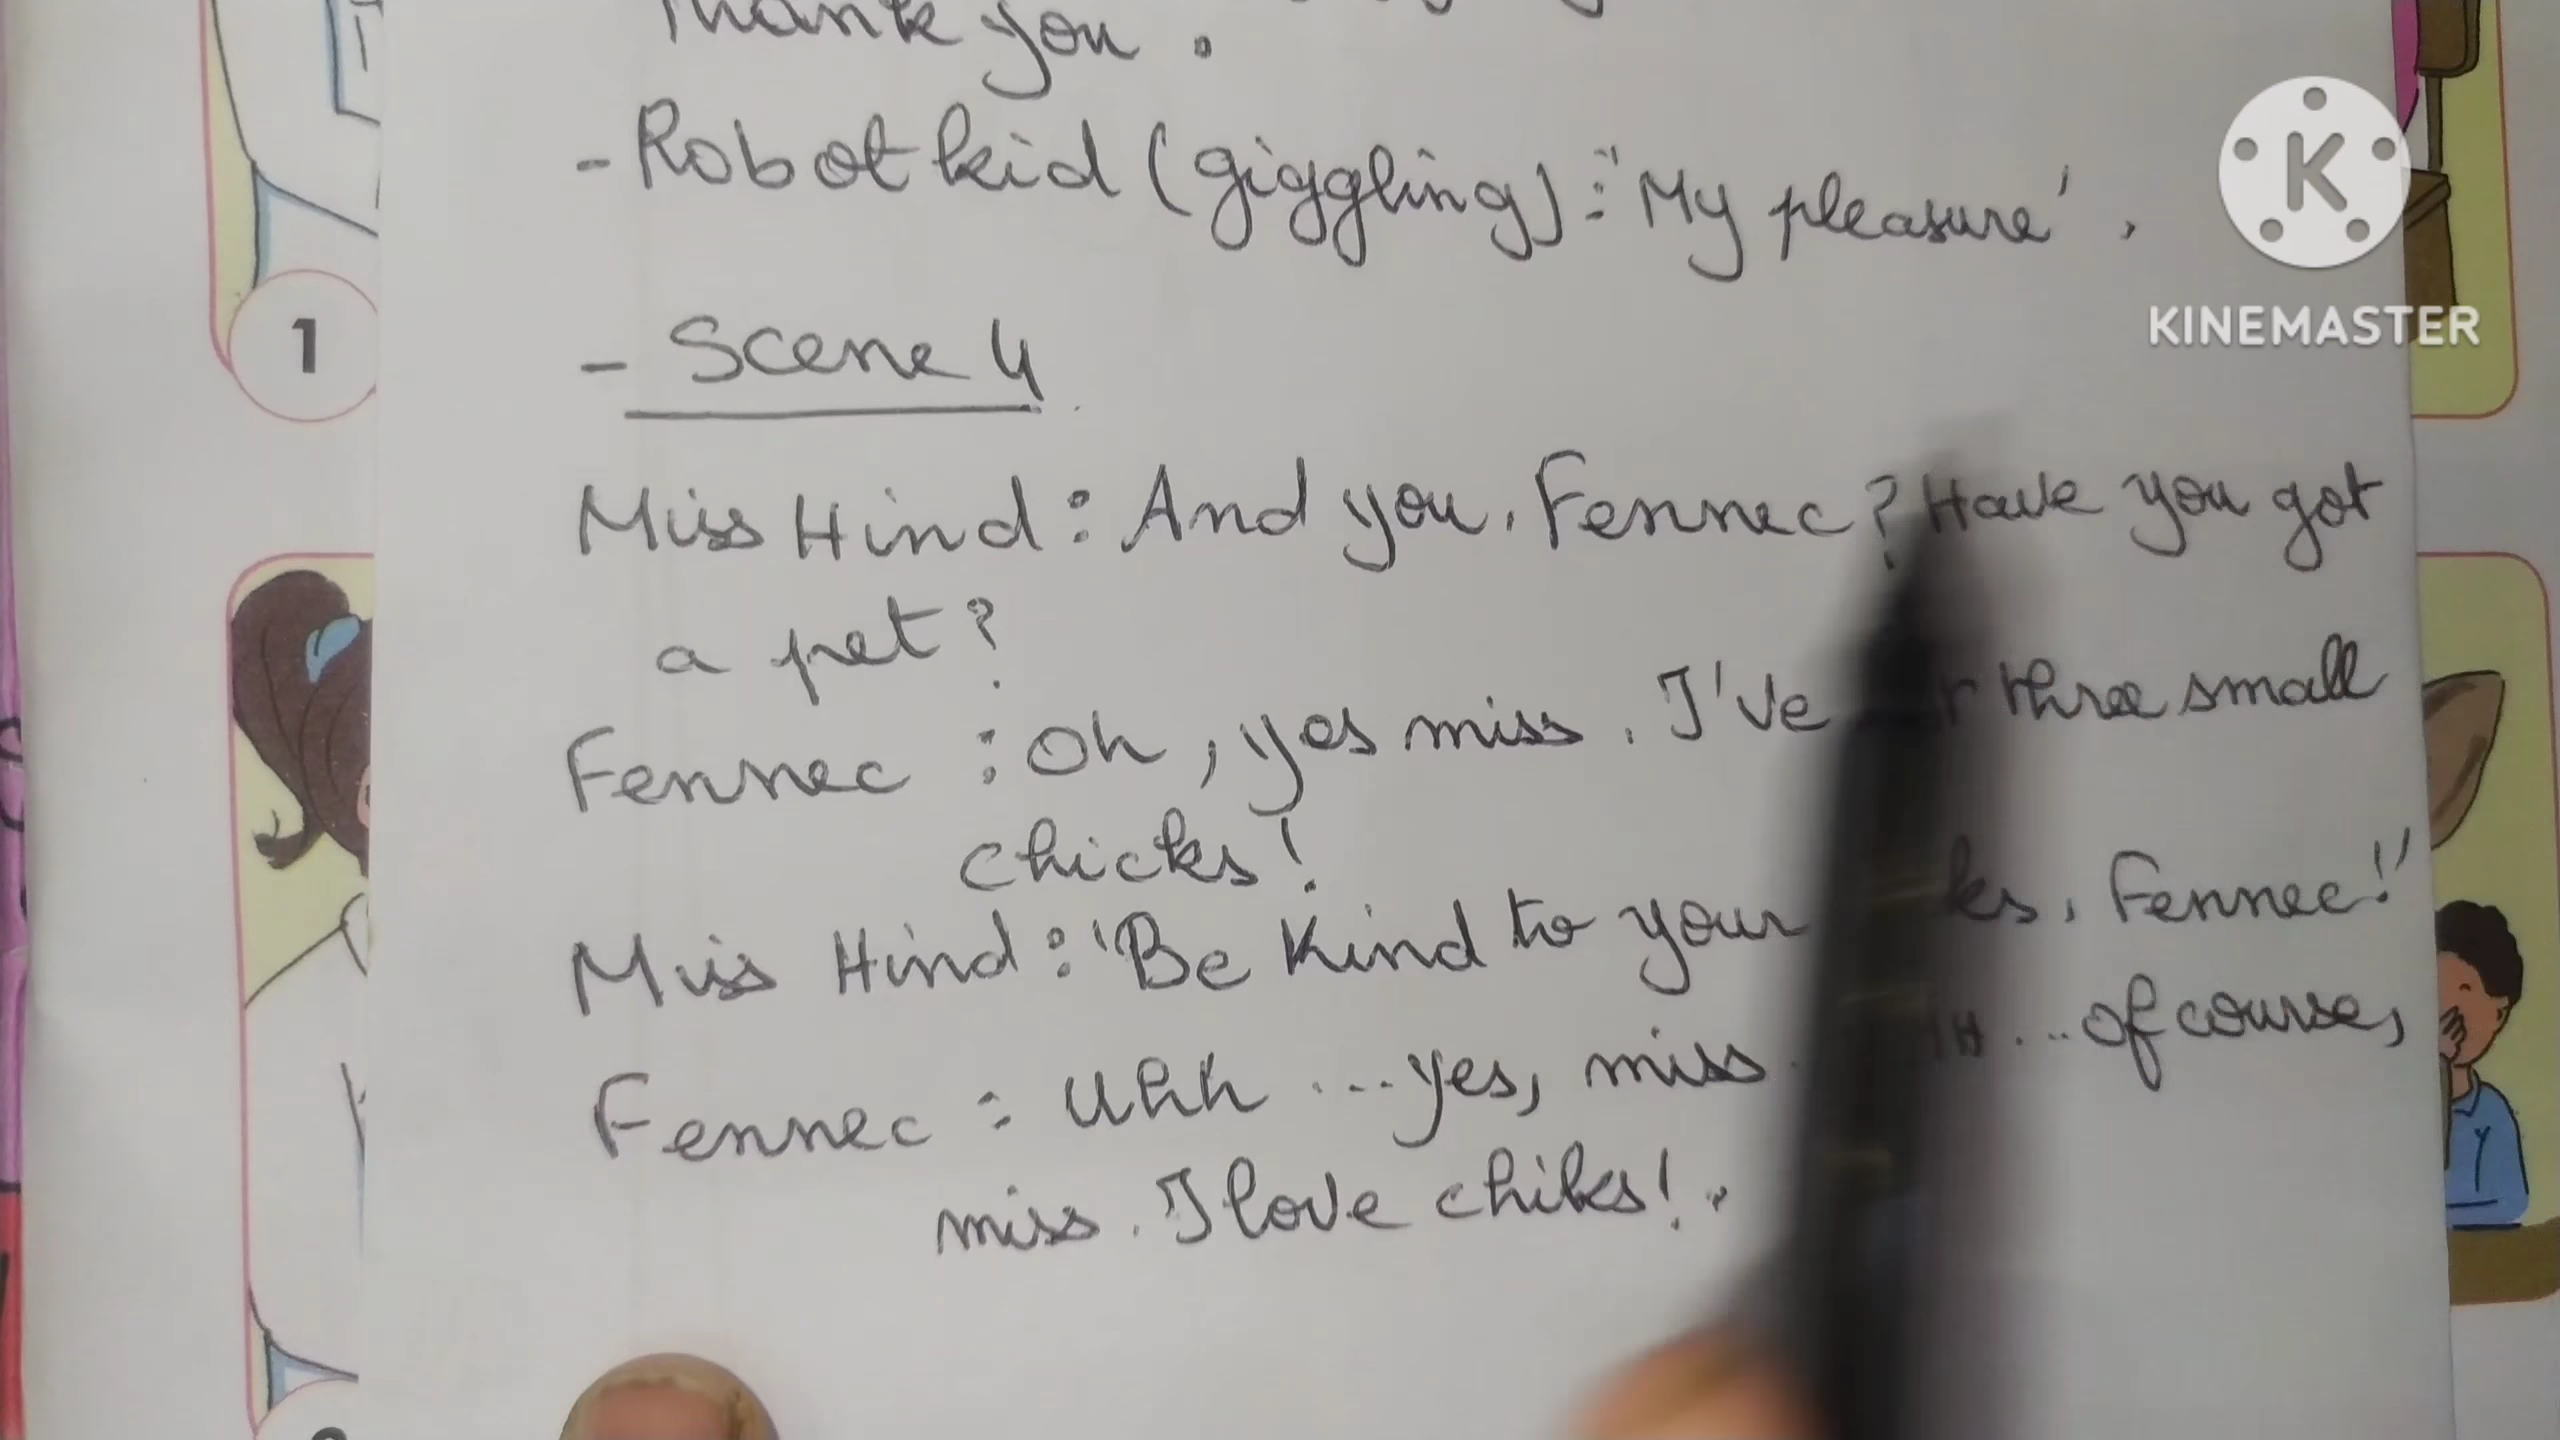 Thank you.
- Robot kid (giggling): "My pleasure".
K
KINEMASTER
1
- Scene 4
Miss Hind: And you, Fennec? Have you got
a pet?
Fennec : Oh, yes miss. I've three small
chicks!
Miss Hind: "Be kind to your Fennec!"
Fennec : Uhh ... yes, miss. ... of course,
miss. I love chiks!